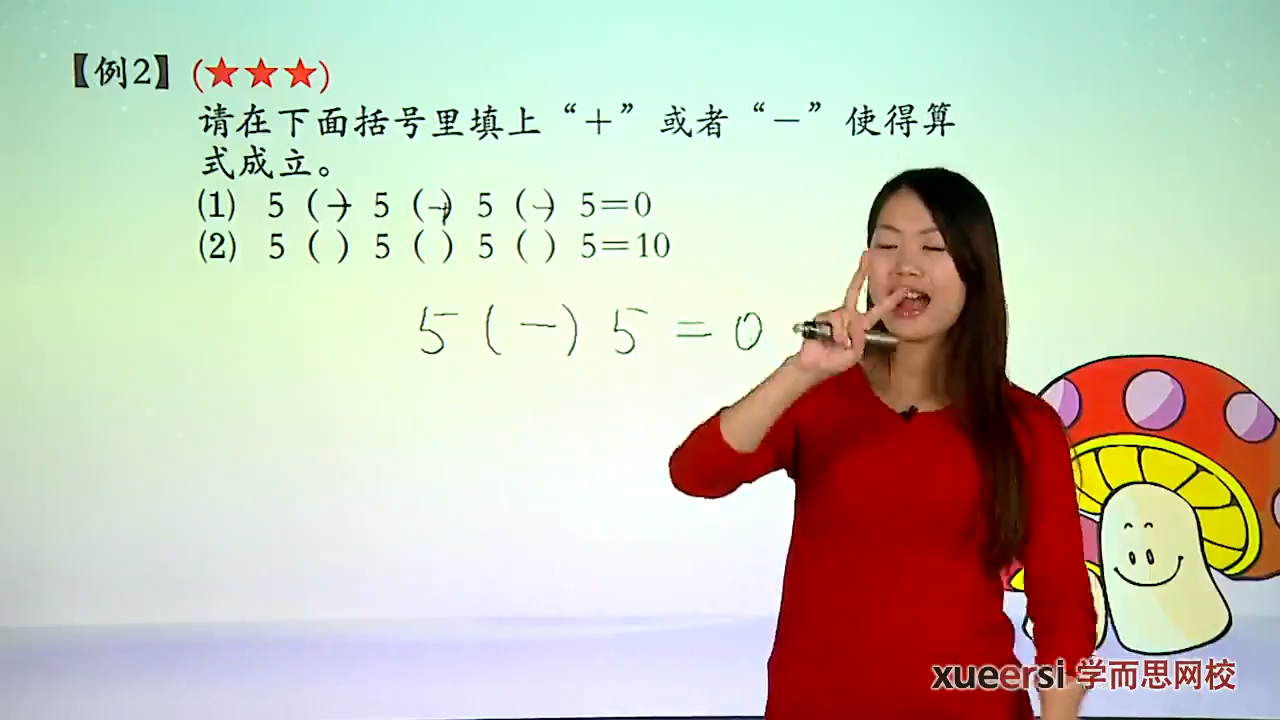 【例2】(★★★)
请在下面括号里填上“＋”或者“－”使得算
式成立。
(1) 5 (-) 5 (+) 5 (-) 5=0
(2) 5 ( ) 5 ( ) 5 ( ) 5=10
5 (-) 5 = 0
xueersi 学而思网校